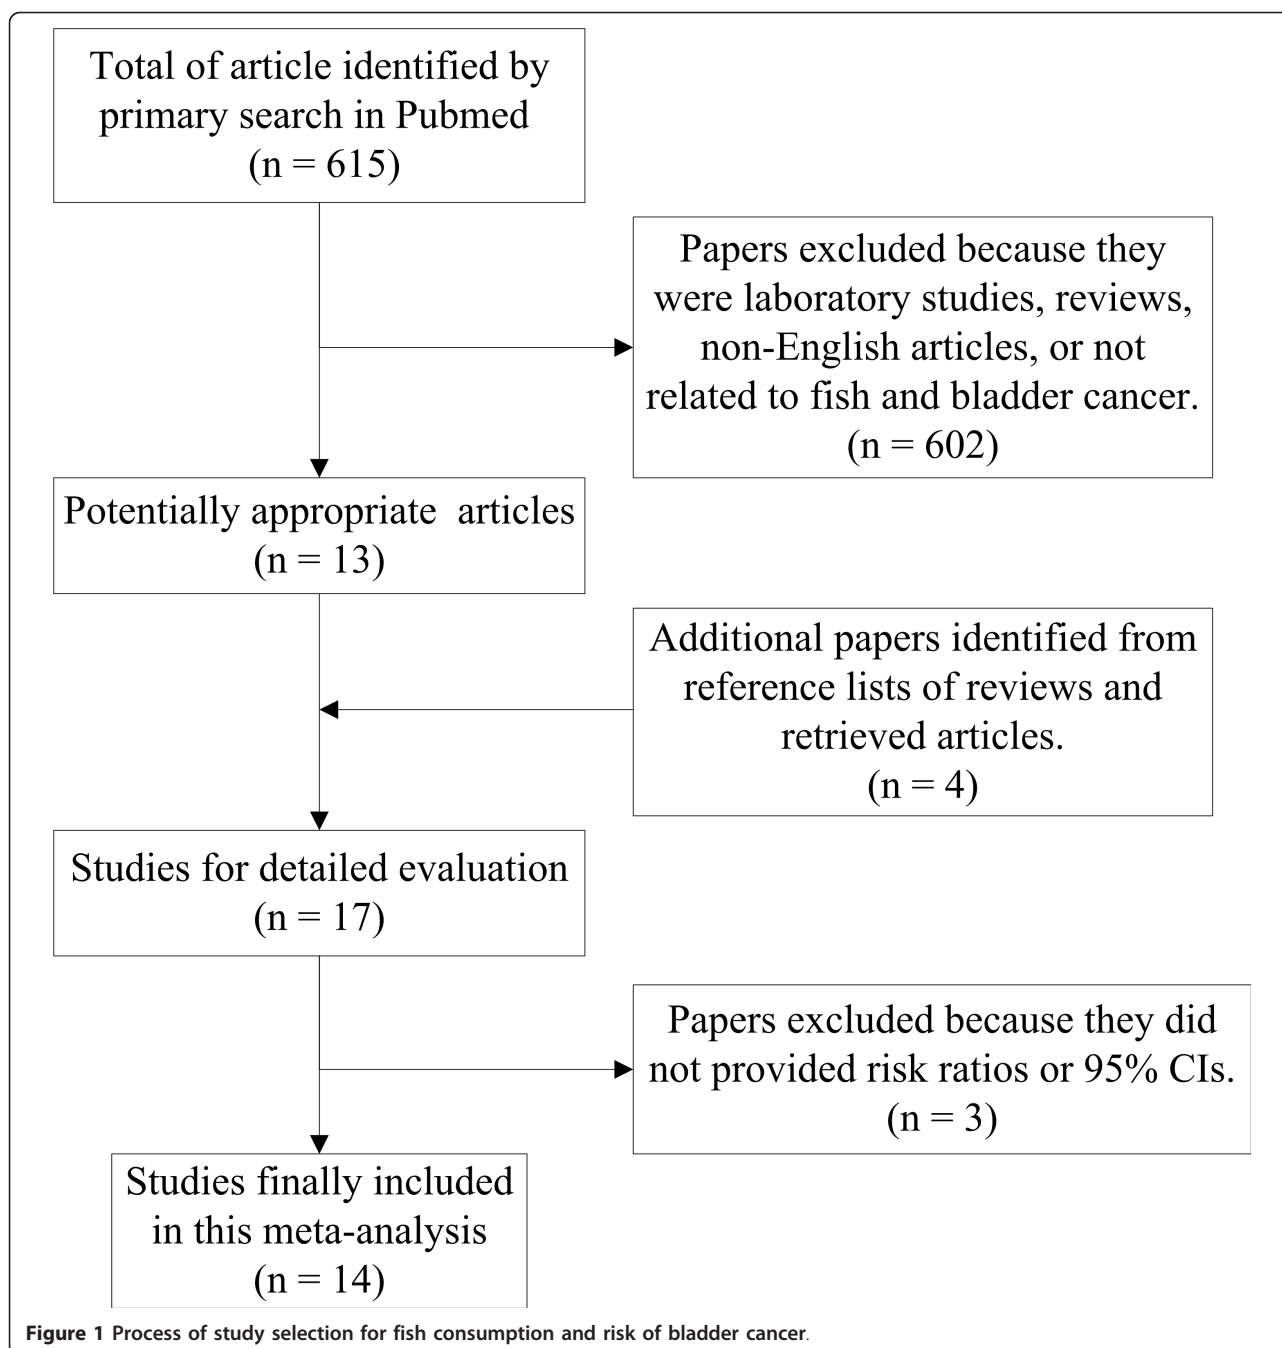 Total of article identified by
primary search in Pubmed
(n = 615)
Papers excluded because they
were laboratory studies, reviews,
non-English articles, or not
related to fish and bladder cancer.
(n = 602)
Potentially appropriate articles
(n = 13)
Additional papers identified from
reference lists of reviews and
retrieved articles.
(n = 4)
Studies for detailed evaluation
(n = 17)
Papers excluded because they did
not provided risk ratios or 95% CIs.
(n = 3)
Studies finally included
in this meta-analysis
(n = 14)
Figure 1 Process of study selection for fish consumption and risk of bladder cancer.